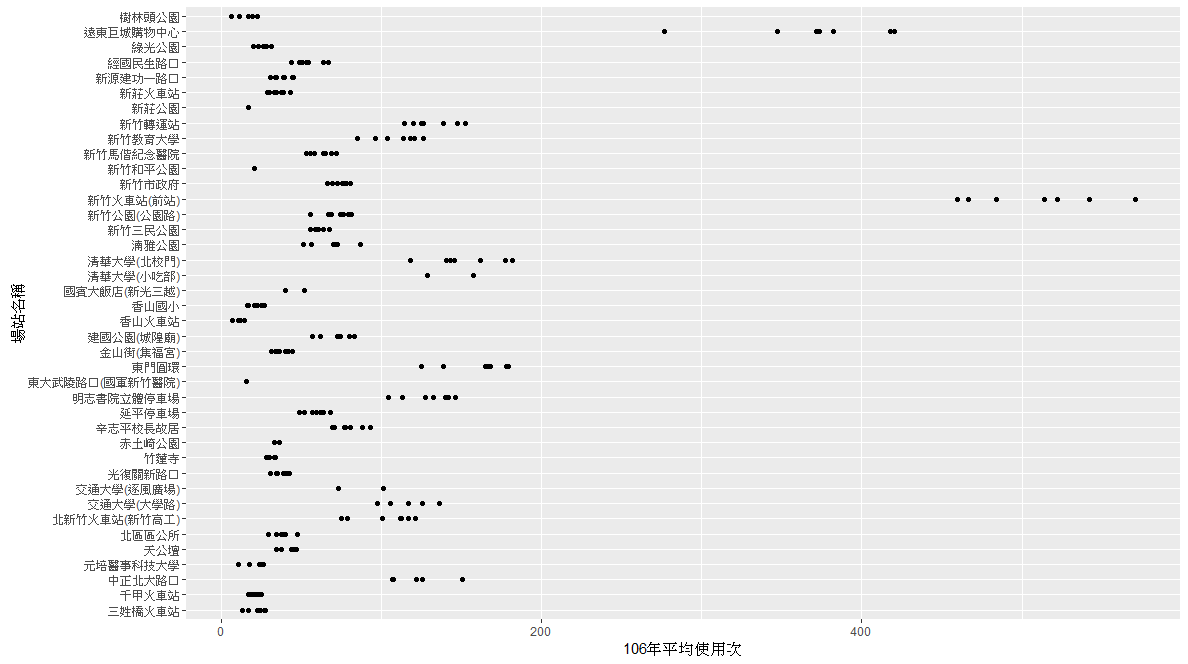 樹林頭公園
遠東巨城購物中心
綠光公園
經國民生路口
新源建功一路口
新莊火車站
新莊公園
新竹轉運站
新竹教育大學
新竹馬偕紀念醫院
新竹和平公園
新竹市政府
新竹火車站(前站)
新竹公園(公園路)
新竹三民公園
湳雅公園
清華大學(北校門)
清華大學(小吃部)
國賓大飯店(新光三越)
香山國小
香山火車站
建國公園(城隍廟)
金山街(集福宮)
東門圓環
東大武陵路口(國軍新竹醫院)
明志書院立體停車場
延平停車場
辛志平校長故居
赤土崎公園
竹蓮寺
光復關新路口
交通大學(逐風廣場)
交通大學(大學路)
北新竹火車站(新竹高工)
北區區公所
天公壇
元培醫事科技大學
中正北大路口
千甲火車站
三姓橋火車站
場站名稱
0 200 400
106年平均使用次